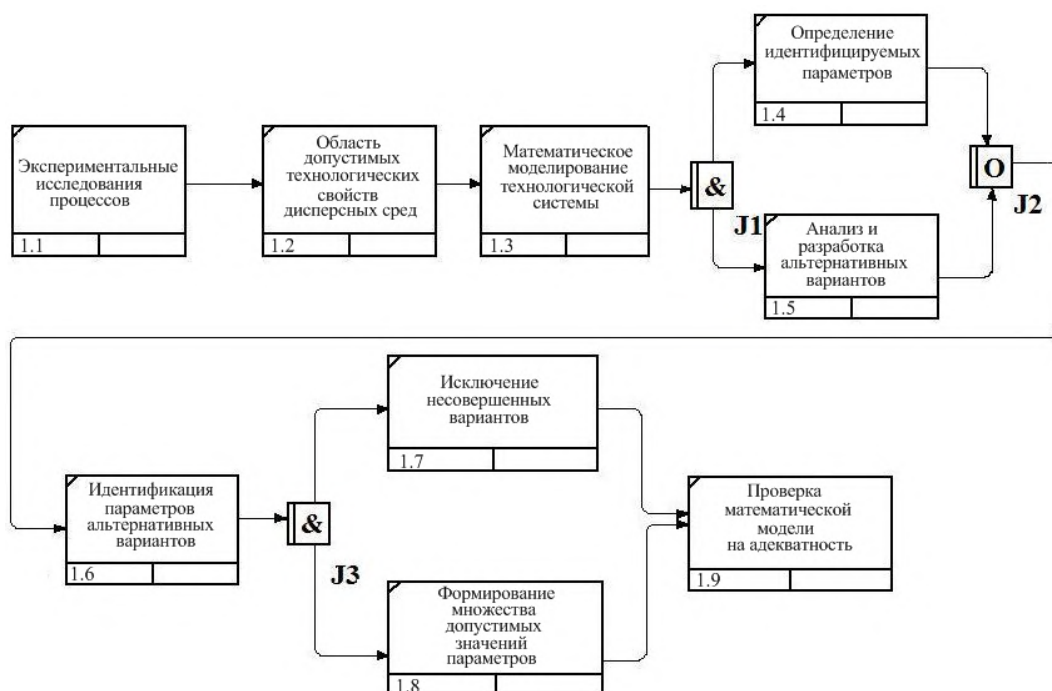 Экспериментальные
исследования
процессов
1.1
Область
допустимых
технологических
свойств
дисперсных сред
1.2
Математическое
моделирование
технологической
системы
1.3
&
J1
Определение
идентифицируемых
параметров
1.4
Анализ и
разработка
альтернативных
вариантов
1.5
O
J2
Идентификация
параметров
альтернативных
вариантов
1.6
&
J3
Исключение
несовершенных
вариантов
1.7
Формирование
множества
допустимых
значений
параметров
1.8
Проверка
математической
модели
на адекватность
1.9